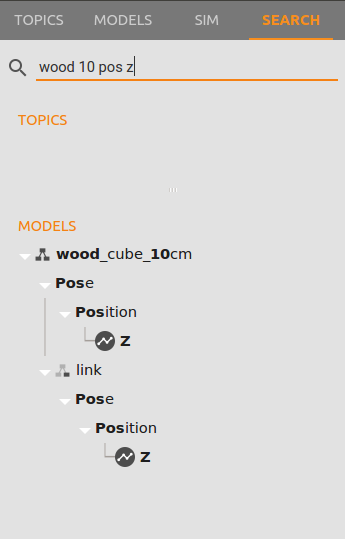 TOPICS MODELS SIM SEARCH
wood 10 pos z
TOPICS
MODELS
wood_cube_10cm
Pose
Position
Z
link
Pose
Position
Z